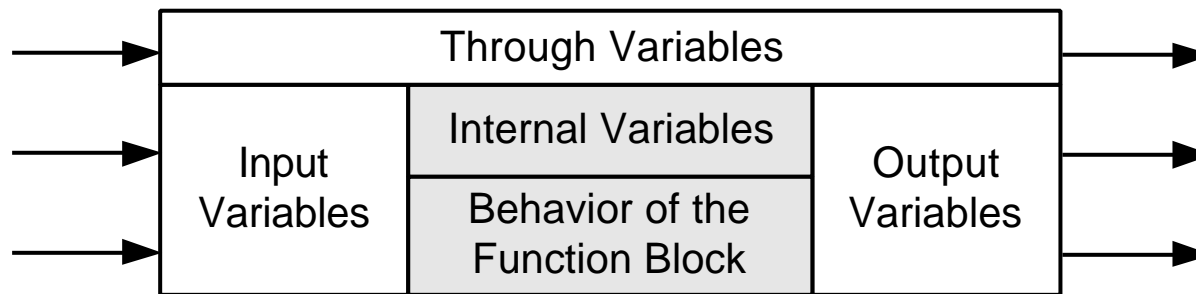 Through Variables
Input
Variables
Internal Variables
Behavior of the
Function Block
Output
Variables